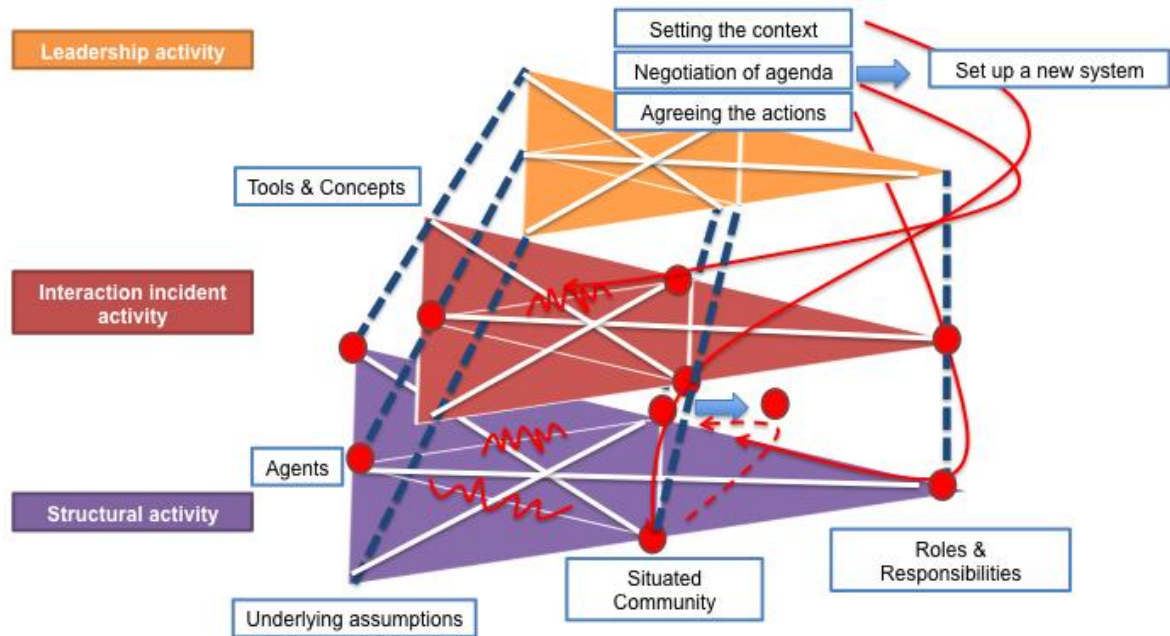 Setting the context
Leadership activity
Negotiation of agenda
Set up a new system
Agreeing the actions
Tools & Concepts
Interaction incident
activity
Agents
Structural activity
Roles &
Responsibilities
Situated
Community
Underlying assumptions